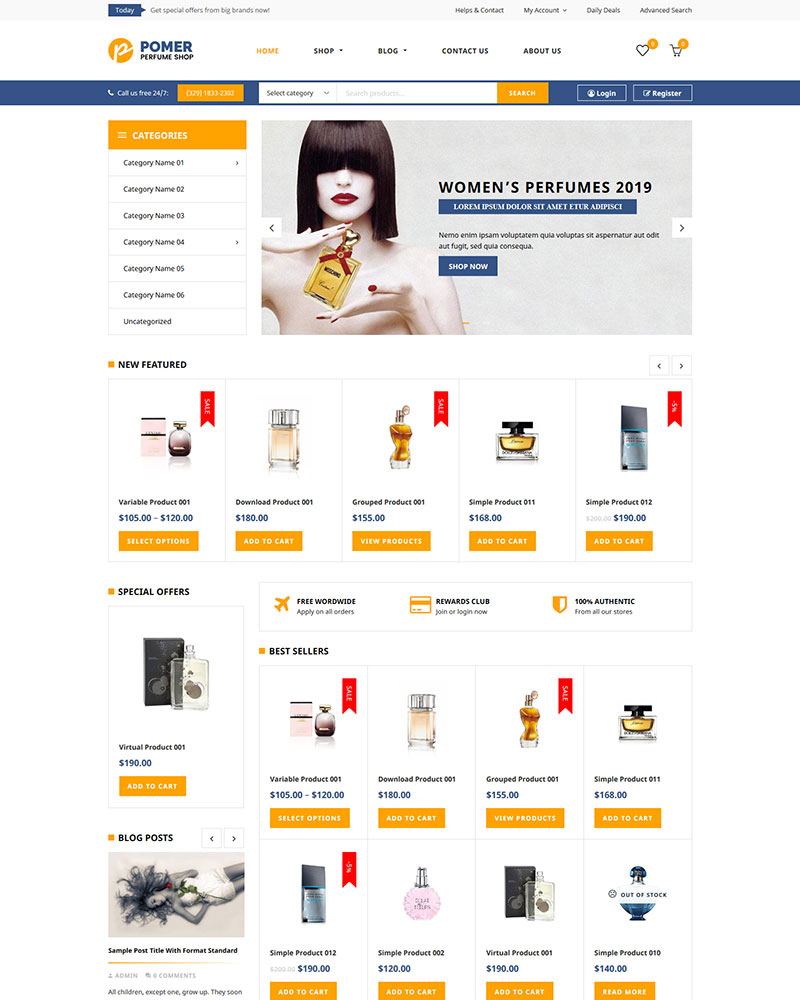 Today
Get special offers from big brands now!
Helps & Contact
My Account
Daily Deals
Advanced Search
POMER
PERFUME SHOP
HOME
SHOP
BLOG
CONTACT US
ABOUT US
0
0
Call us free 24/7:
(329) 1833-2302
Select category
Search products...
SEARCH
Login
Register
CATEGORIES
Category Name 01
Category Name 02
Category Name 03
Category Name 04
Category Name 05
Category Name 06
Uncategorized
WOMEN'S PERFUMES 2019
LOREM IPSUM DOLOR SIT AMET ETUR ADIPISCI
Nemo enim ipsam voluptatem quia voluptas sit aspernatur aut odit
aut fugit, sed quia consequa.
SHOP NOW
MOSCHINO
NEW FEATURED
SALE
SALE
-5%
Variable Product 001
Download Product 001
Grouped Product 001
Simple Product 011
Simple Product 012
$105.00 – $120.00
$180.00
$155.00
$168.00
$200.00 $190.00
SELECT OPTIONS
ADD TO CART
VIEW PRODUCTS
ADD TO CART
ADD TO CART
SPECIAL OFFERS
Virtual Product 001
$190.00
ADD TO CART
FREE WORDWIDE
Apply on all orders
REWARDS CLUB
Join or login now
100% AUTHENTIC
From all our stores
BEST SELLERS
SALE
SALE
Variable Product 001
Download Product 001
Grouped Product 001
Simple Product 011
$105.00 – $120.00
$180.00
$155.00
$168.00
SELECT OPTIONS
ADD TO CART
VIEW PRODUCTS
ADD TO CART
-5%
OUT OF STOCK
Simple Product 012
Simple Product 002
Virtual Product 001
Simple Product 010
$200.00 $190.00
$120.00
$190.00
$140.00
ADD TO CART
ADD TO CART
ADD TO CART
READ MORE
BLOG POSTS
Sample Post Title With Format Standard
ADMIN
0 COMMENTS
All children, except one, grow up. They soon